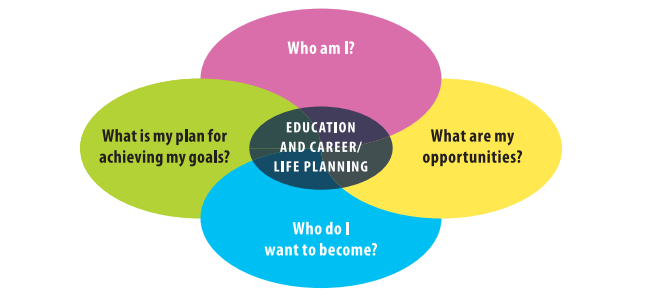 Who am I?
What is my plan for
achieving my goals?
EDUCATION
AND CAREER/
LIFE PLANNING
What are my
opportunities?
Who do I
want to become?